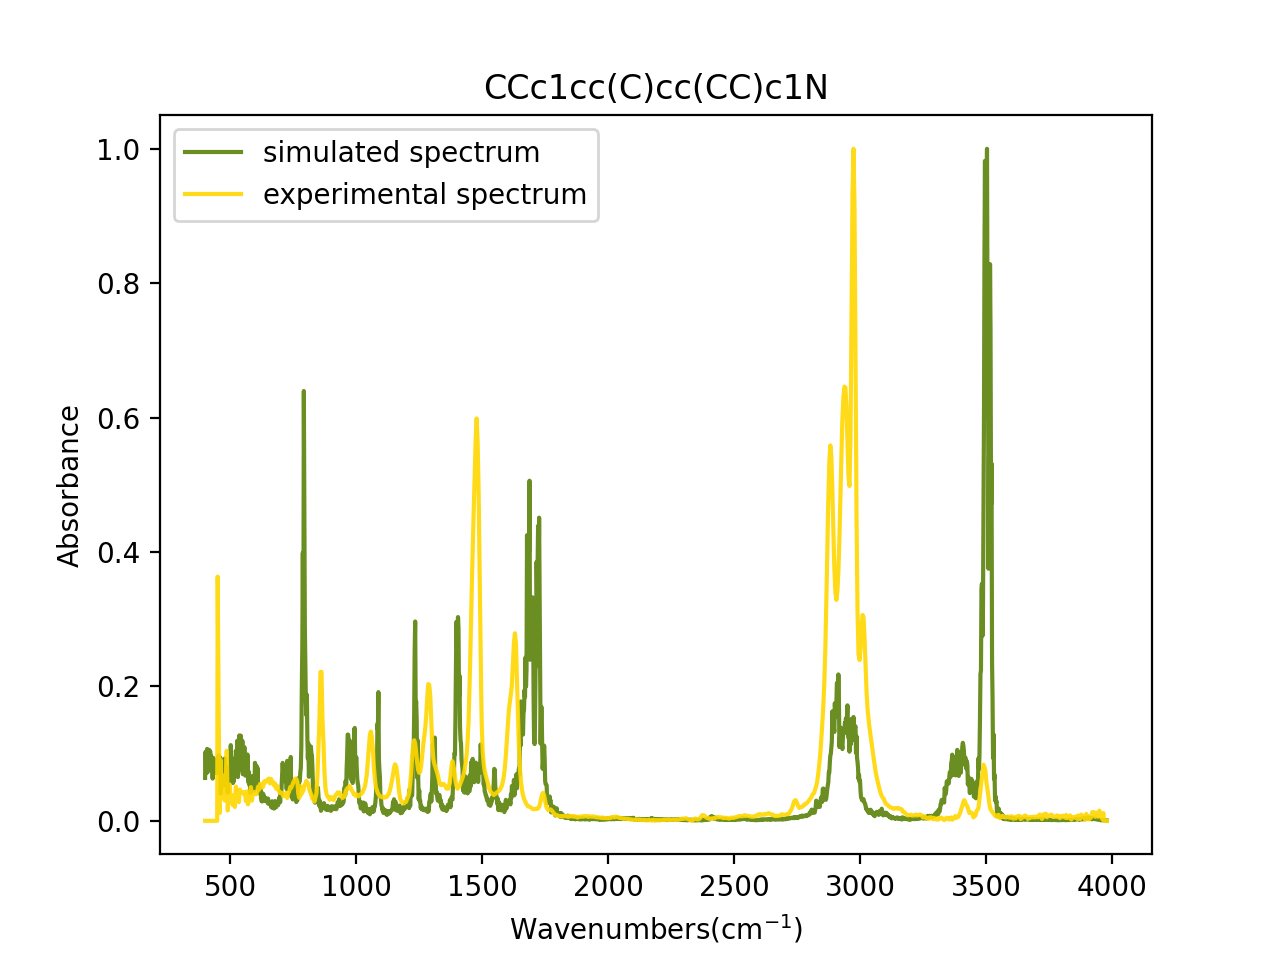 CCc1cc(C)cc(CC)c1N
simulated spectrum
experimental spectrum
1.0
0.8
0.6
0.4
0.2
0.0
Absorbance
500 1000 1500 2000 2500 3000 3500 4000
Wavenumbers(cm⁻¹)